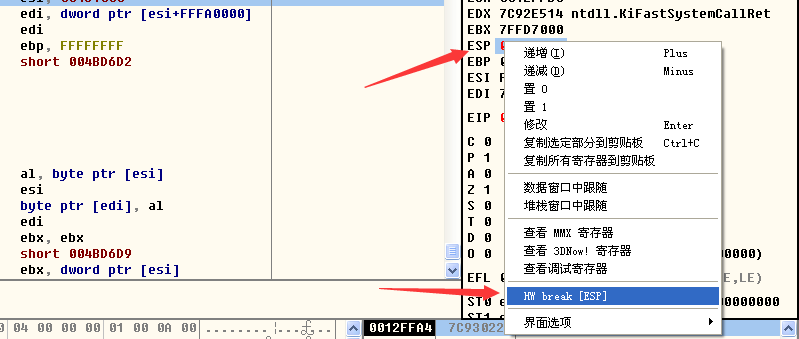 edi, dword ptr [esi+FFFA0000]
edi
ebp, FFFFFFFF
short 004BD6D2
al, byte ptr [esi]
esi
byte ptr [edi], al
edi
ebx, ebx
short 004BD6D9
ebx, dword ptr [esi]
EDX 7C92E514 ntdll.KiFastSystemCallRet
EBX 7FFD7000
ESP 0
EBP 0
ESI F
EDI 7
EIP 0
C 0
P 1
A 0
Z 1
S 0
T 0
D 0
O 0
00000)
EFL
E,LE)
ST0
00000000
递增(I) Plus
递减(D) Minus
置 0
置 1
修改 Enter
复制选定部分到剪贴板 Ctrl+C
复制所有寄存器到剪贴板
数据窗口中跟随
堆栈窗口中跟随
查看 MMX 寄存器
查看 3DNow! 寄存器
查看调试寄存器
HW break [ESP]
界面选项
04 00 00 00 01 00 0A 00
0012FFA4 7C93022